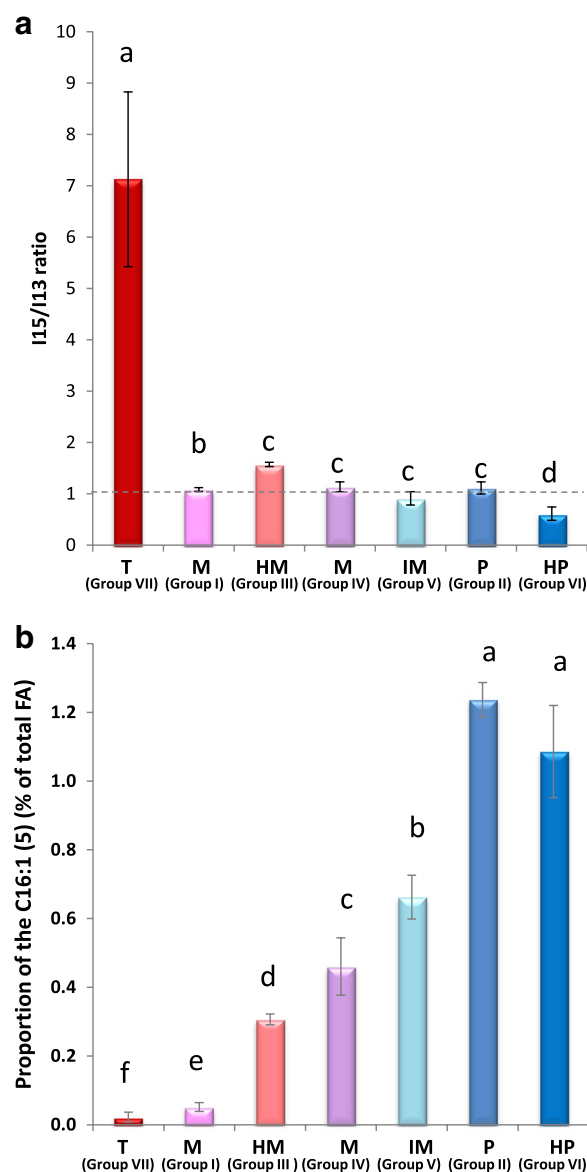 a
10
9
8
7
6
5
4
3
2
1
0
I15/I13 ratio
a
b
c
c
c
c
d
T M HM M IM P HP
(Group VII) (Group I) (Group III) (Group IV) (Group V) (Group II) (Group VI)
b
1.4
1.2
1.0
0.8
0.6
0.4
0.2
0.0
Proportion of the C16:1 (5) (% of total FA)
f
e
d
c
b
a
a
T M HM M IM P HP
(Group VII) (Group I) (Group III ) (Group IV) (Group V) (Group II) (Group VI)